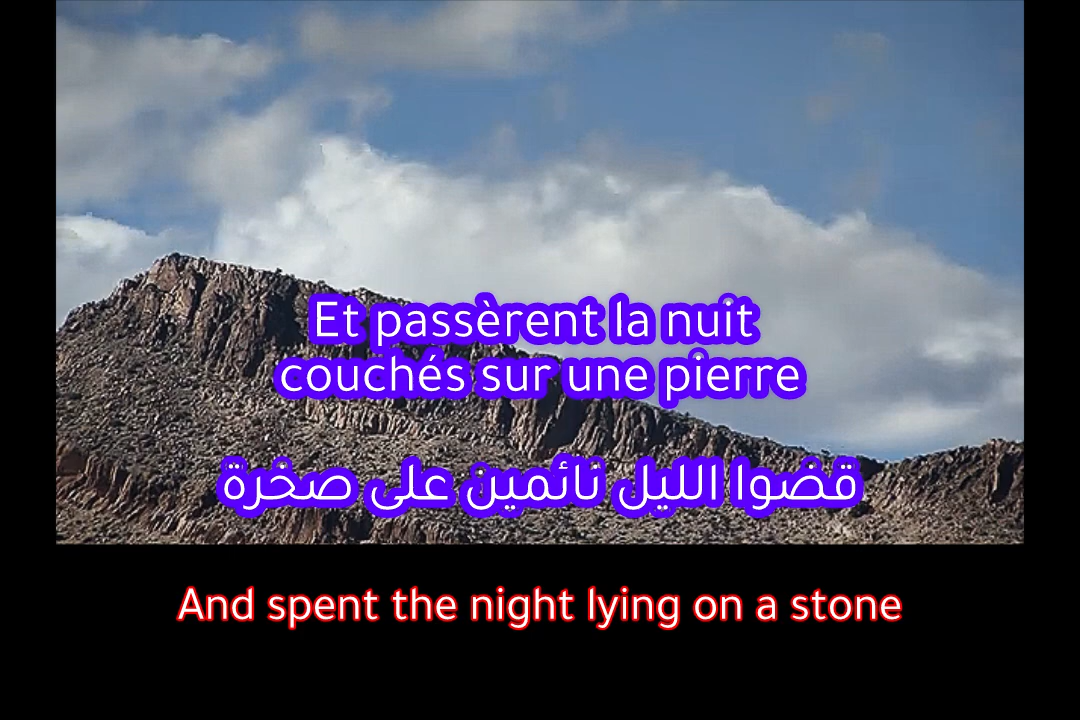 Et passèrent la nuit
couchés sur une pierre
قضوا الليل نائمين على صخرة
And spent the night lying on a stone